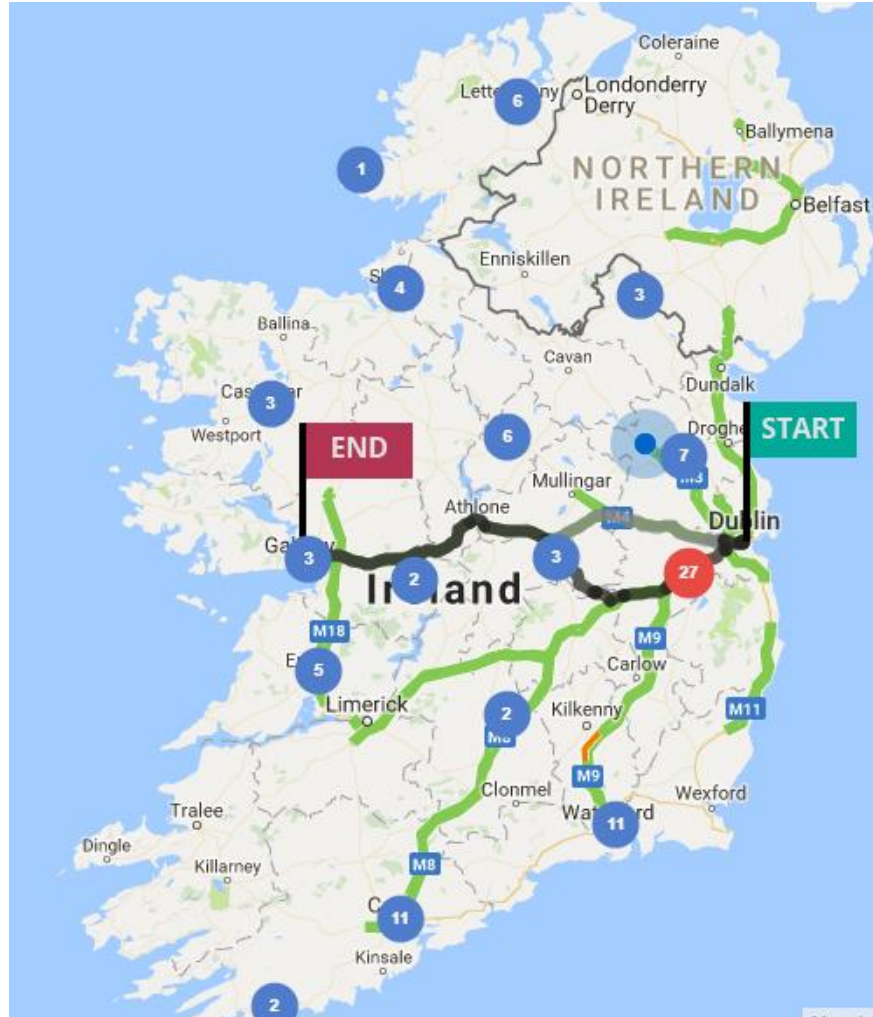 Coleraine
Londonderry
Derry
6
Ballymena
1
NORTHERN
IRELAND
Belfast
Enniskillen
4
3
Ballina
Cavan
Dundalk
3
Westport
END
6
START
7
M3
Mullingar
Athlone
M4
Dublin
3
3
2
27
M18
M9
5
Carlow
Limerick
2
Kilkenny
M11
M8
M9
Clonmel
Wexford
Tralee
11
Dingle
Killarney
M8
11
Kinsale
2